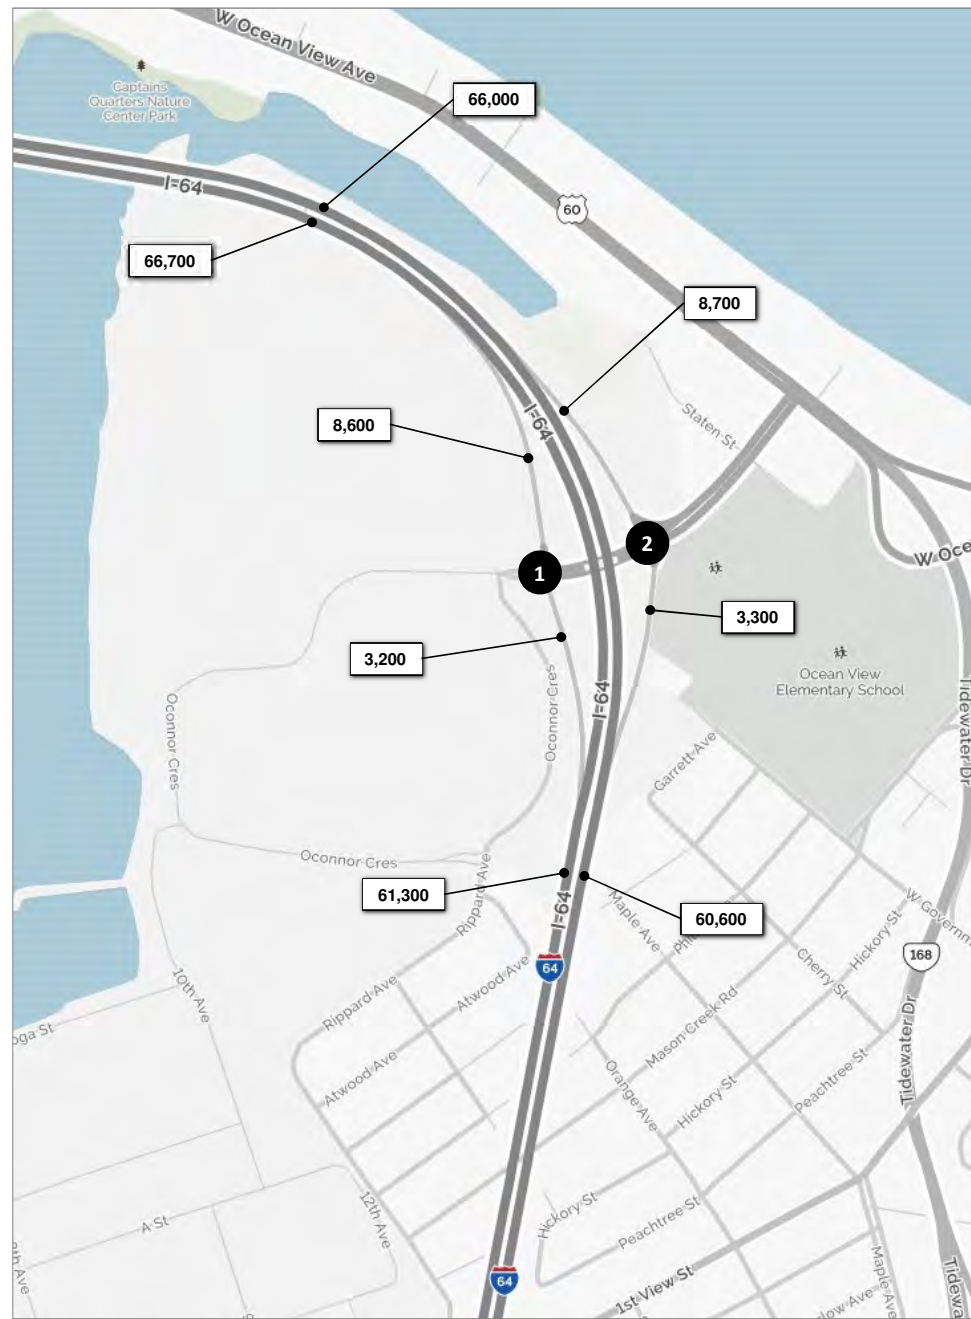 W Ocean View Ave
Captains
Quarters Nature
Center Park
66,000
I-64
60
66,700
8,700
8,600
I-64
Staten St
2
1
W Oce
3,300
3,200
Ocean View
Elementary School
Oconnor Cres
Oconnor Cres
I-64
Tidewater Dr
Garrett Ave
Oconnor Cres
Rippard Ave
61,300
60,600
I-64
Maple Ave
Hickory St
W Governm
64
168
Cherry St
10th Ave
Atwood Ave
Rippard Ave
oga St
Mason Creek Rd
Tidewater Dr
Atwood Ave
Orange Ave
Hickory St
Peachtree St
12th Ave
A St
Hickory St
Peachtree St
64
1st View St
Maple Ave
Tidewa